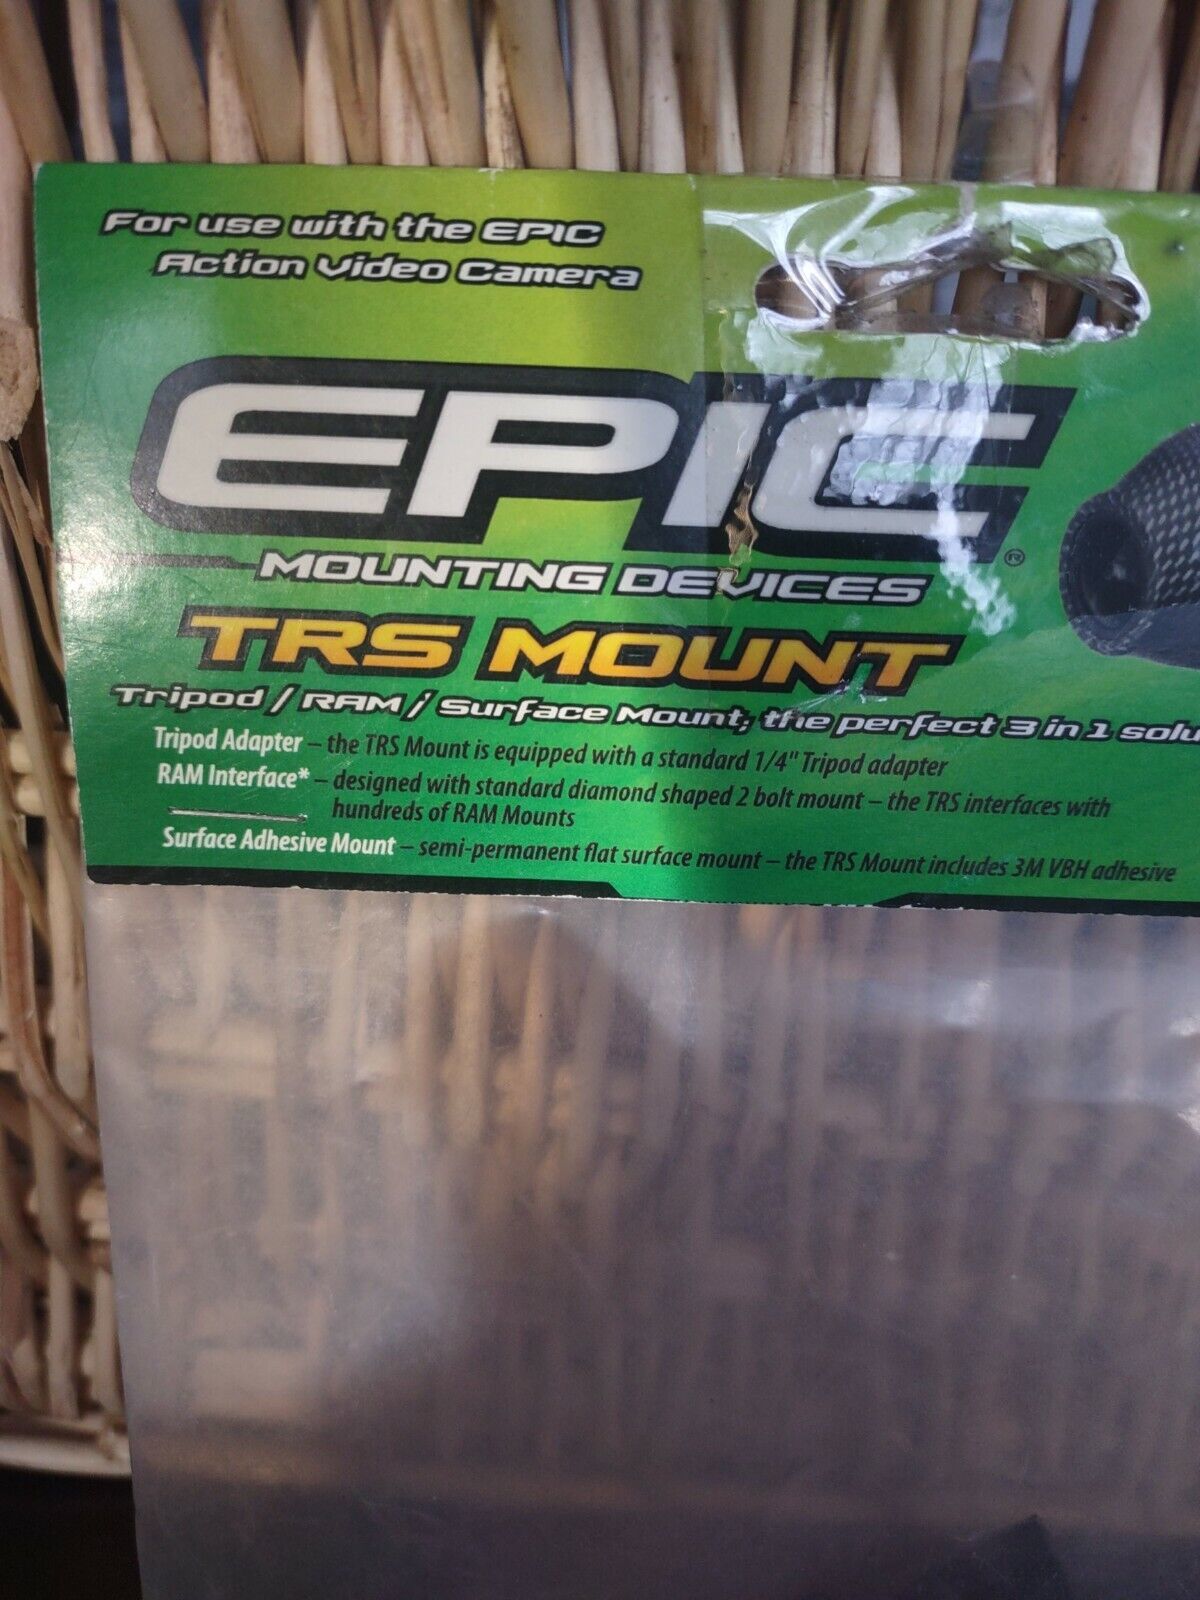 For use with the EPIC
Action Video Camera
EPIC
®
MOUNTING DEVICES
TRS MOUNT
Tripod / RAM / Surface Mount, the perfect 3 in 1 solu
Tripod Adapter – the TRS Mount is equipped with a standard 1/4" Tripod adapter
RAM Interface* – designed with standard diamond shaped 2 bolt mount – the TRS interfaces with
hundreds of RAM Mounts
Surface Adhesive Mount – semi-permanent flat surface mount – the TRS Mount includes 3M VBH adhesive